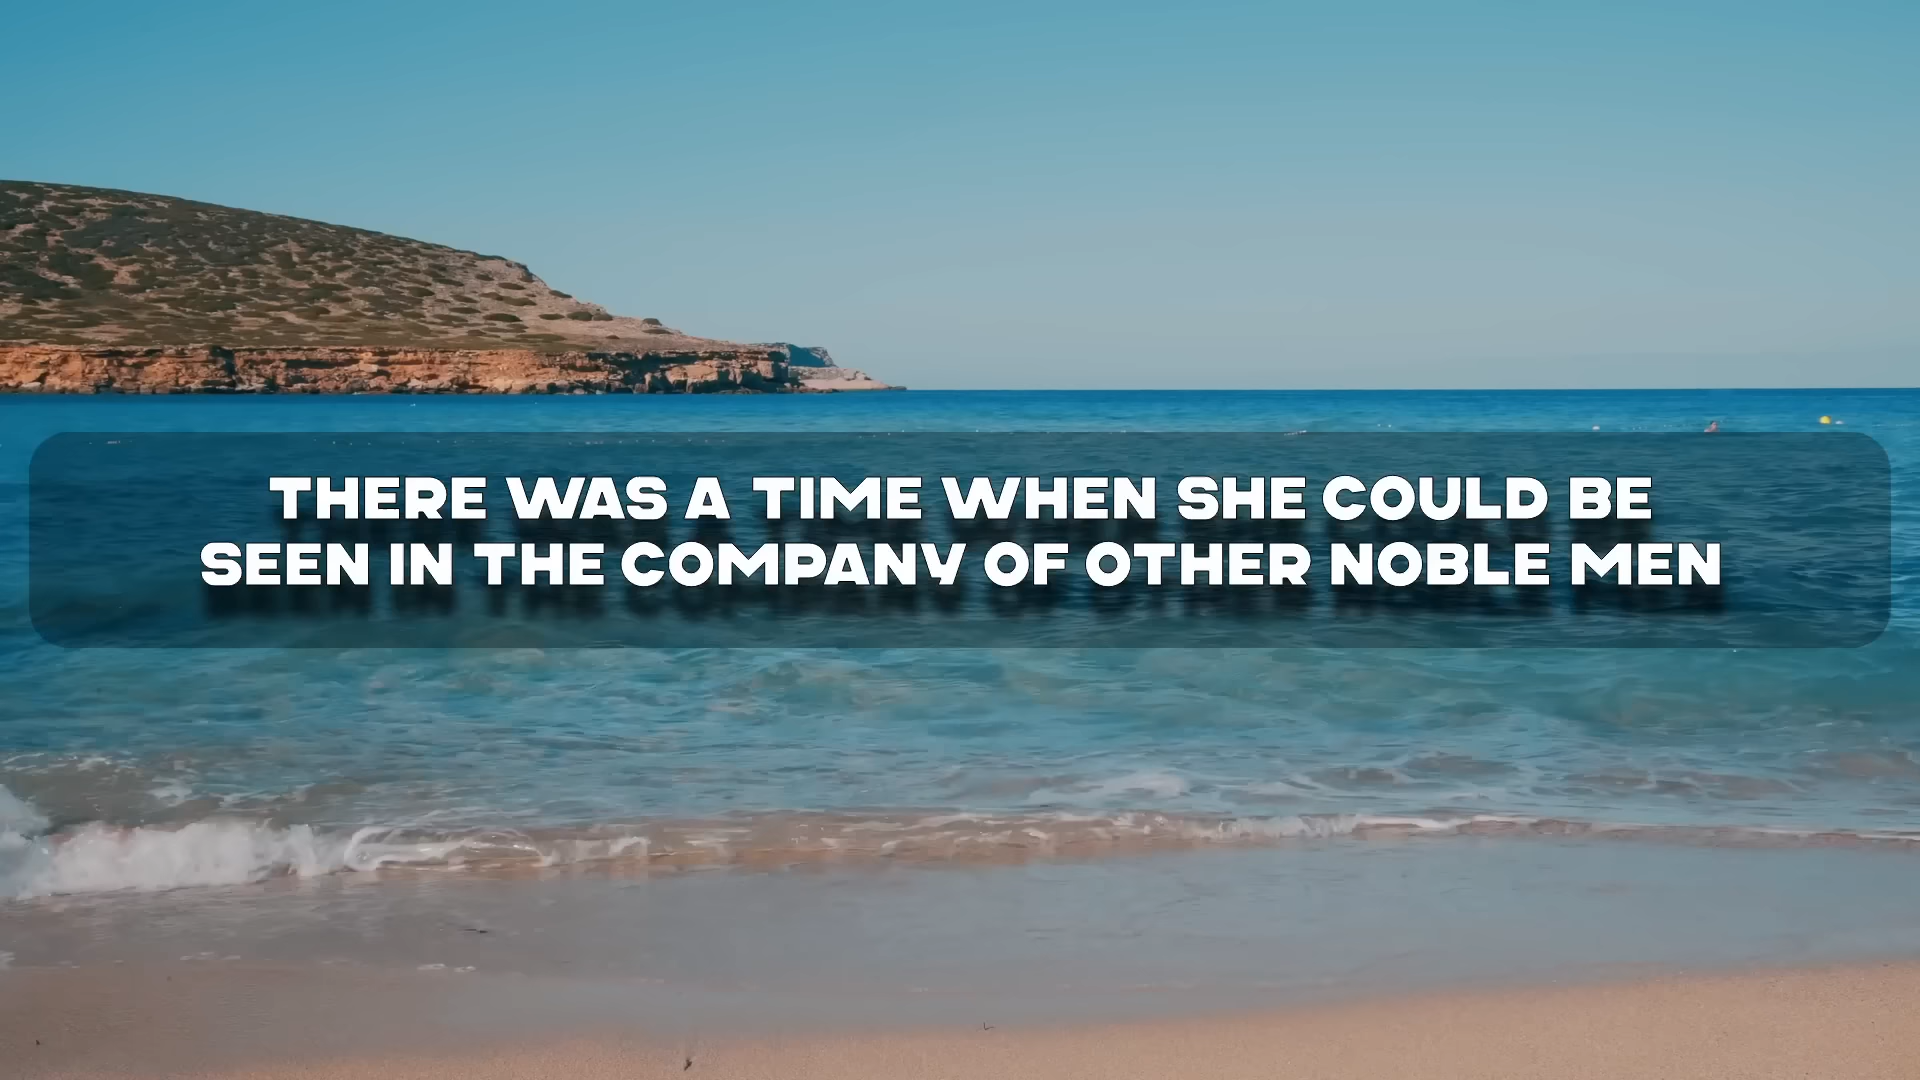 THERE WAS A TIME WHEN SHE COULD BE
SEEN IN THE COMPANY OF OTHER NOBLE MEN